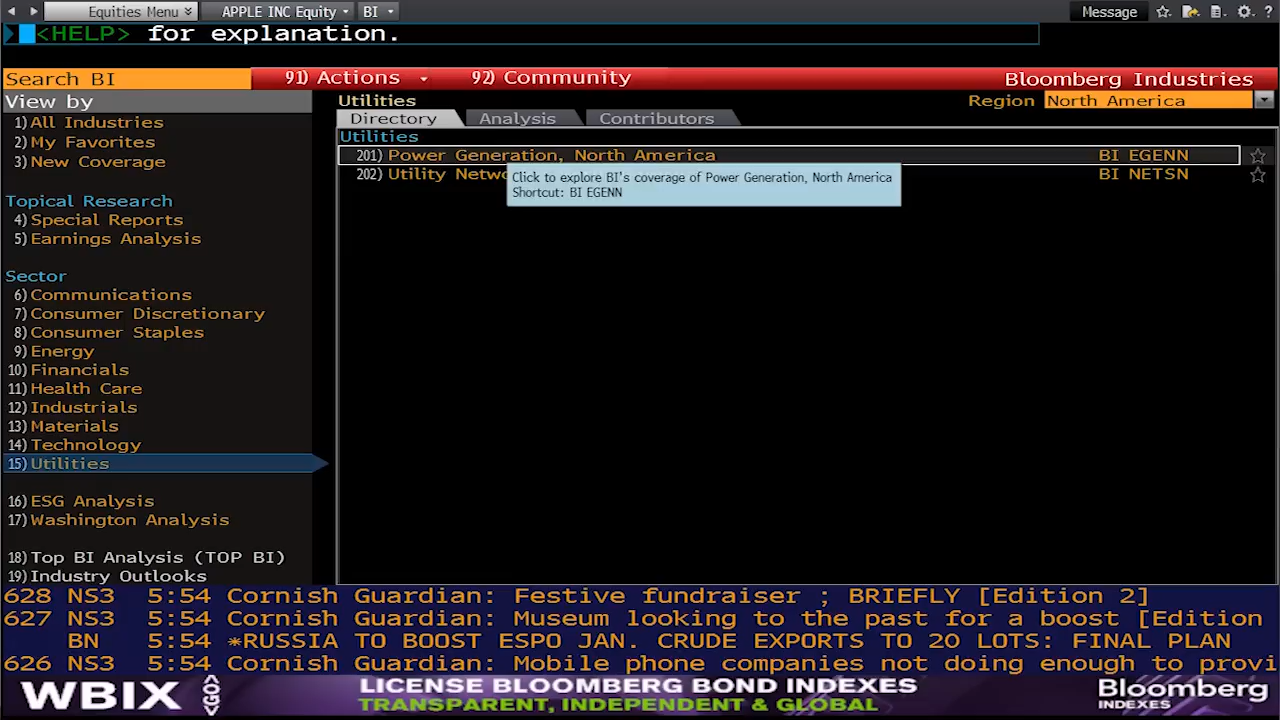 Equities Menu
APPLE INC Equity
BI
Message
?
<HELP> for explanation.
Search BI
91) Actions
92) Community
Bloomberg Industries
View by
Utilities
Region North America
Directory
Analysis
Contributors
1) All Industries
2) My Favorites
3) New Coverage
Topical Research
4) Special Reports
5) Earnings Analysis
Sector
6) Communications
7) Consumer Discretionary
8) Consumer Staples
9) Energy
10) Financials
11) Health Care
12) Industrials
13) Materials
14) Technology
15) Utilities
16) ESG Analysis
17) Washington Analysis
18) Top BI Analysis (TOP BI)
19) Industry Outlooks
Utilities
201) Power Generation, North America BI EGENN
202) Utility Netwo BI NETSN
Click to explore BI's coverage of Power Generation, North America
Shortcut: BI EGENN
628 NS3 5:54 Cornish Guardian: Festive fundraiser ; BRIEFLY [Edition 2]
627 NS3 5:54 Cornish Guardian: Museum looking to the past for a boost [Edition
BN 5:54 *RUSSIA TO BOOST ESPO JAN. CRUDE EXPORTS TO 20 LOTS: FINAL PLAN
626 NS3 5:54 Cornish Guardian: Mobile phone companies not doing enough to provi
WBIX <GO>
LICENSE BLOOMBERG BOND INDEXES
TRANSPARENT, INDEPENDENT & GLOBAL
Bloomberg
INDEXES